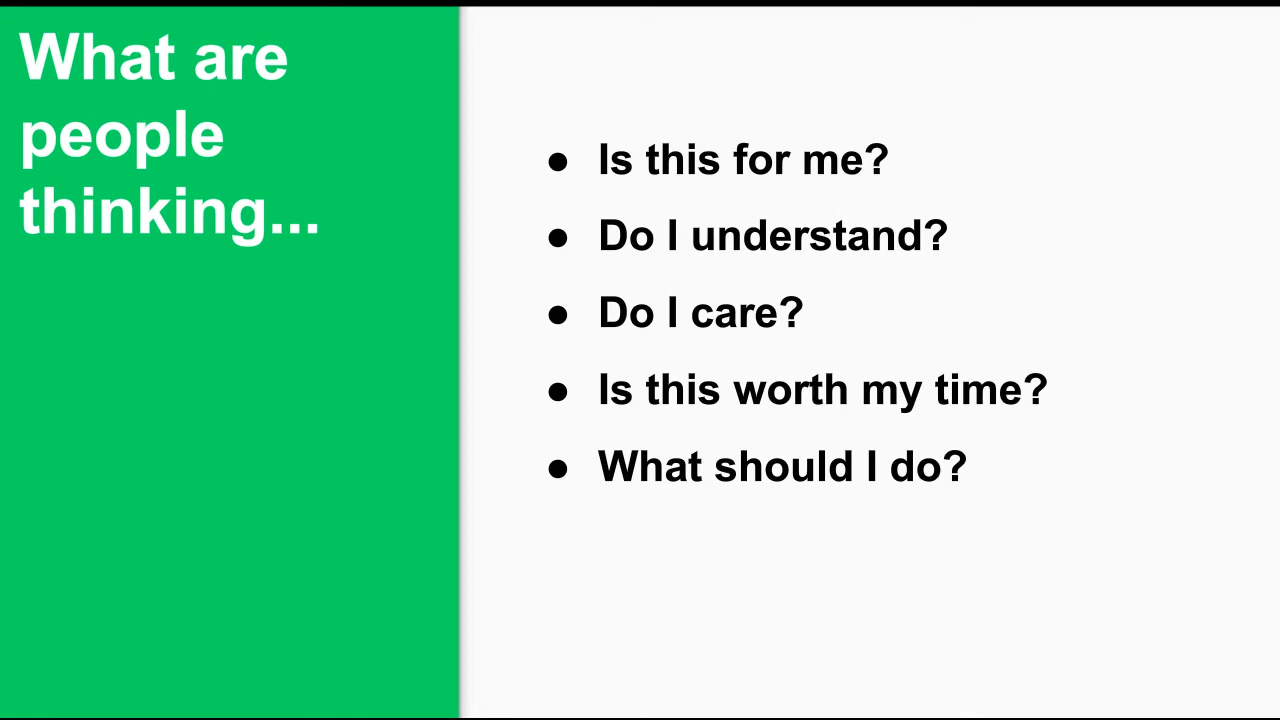 What are
people
thinking...
● Is this for me?
● Do I understand?
● Do I care?
● Is this worth my time?
● What should I do?